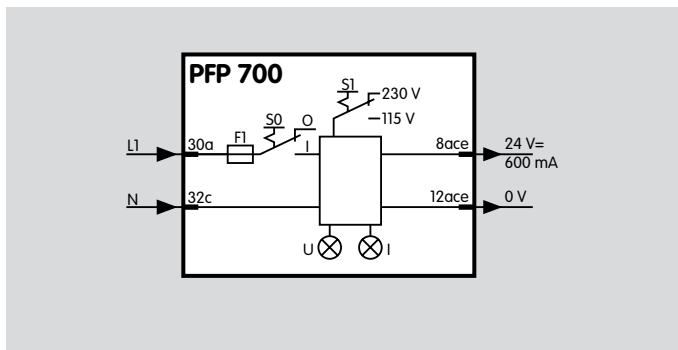 PFP 700
S1
230 V
115 V
S0
O
F1
I
L1
30a
8ace
24 V=
600 mA
N
32c
12ace
0 V
U
I